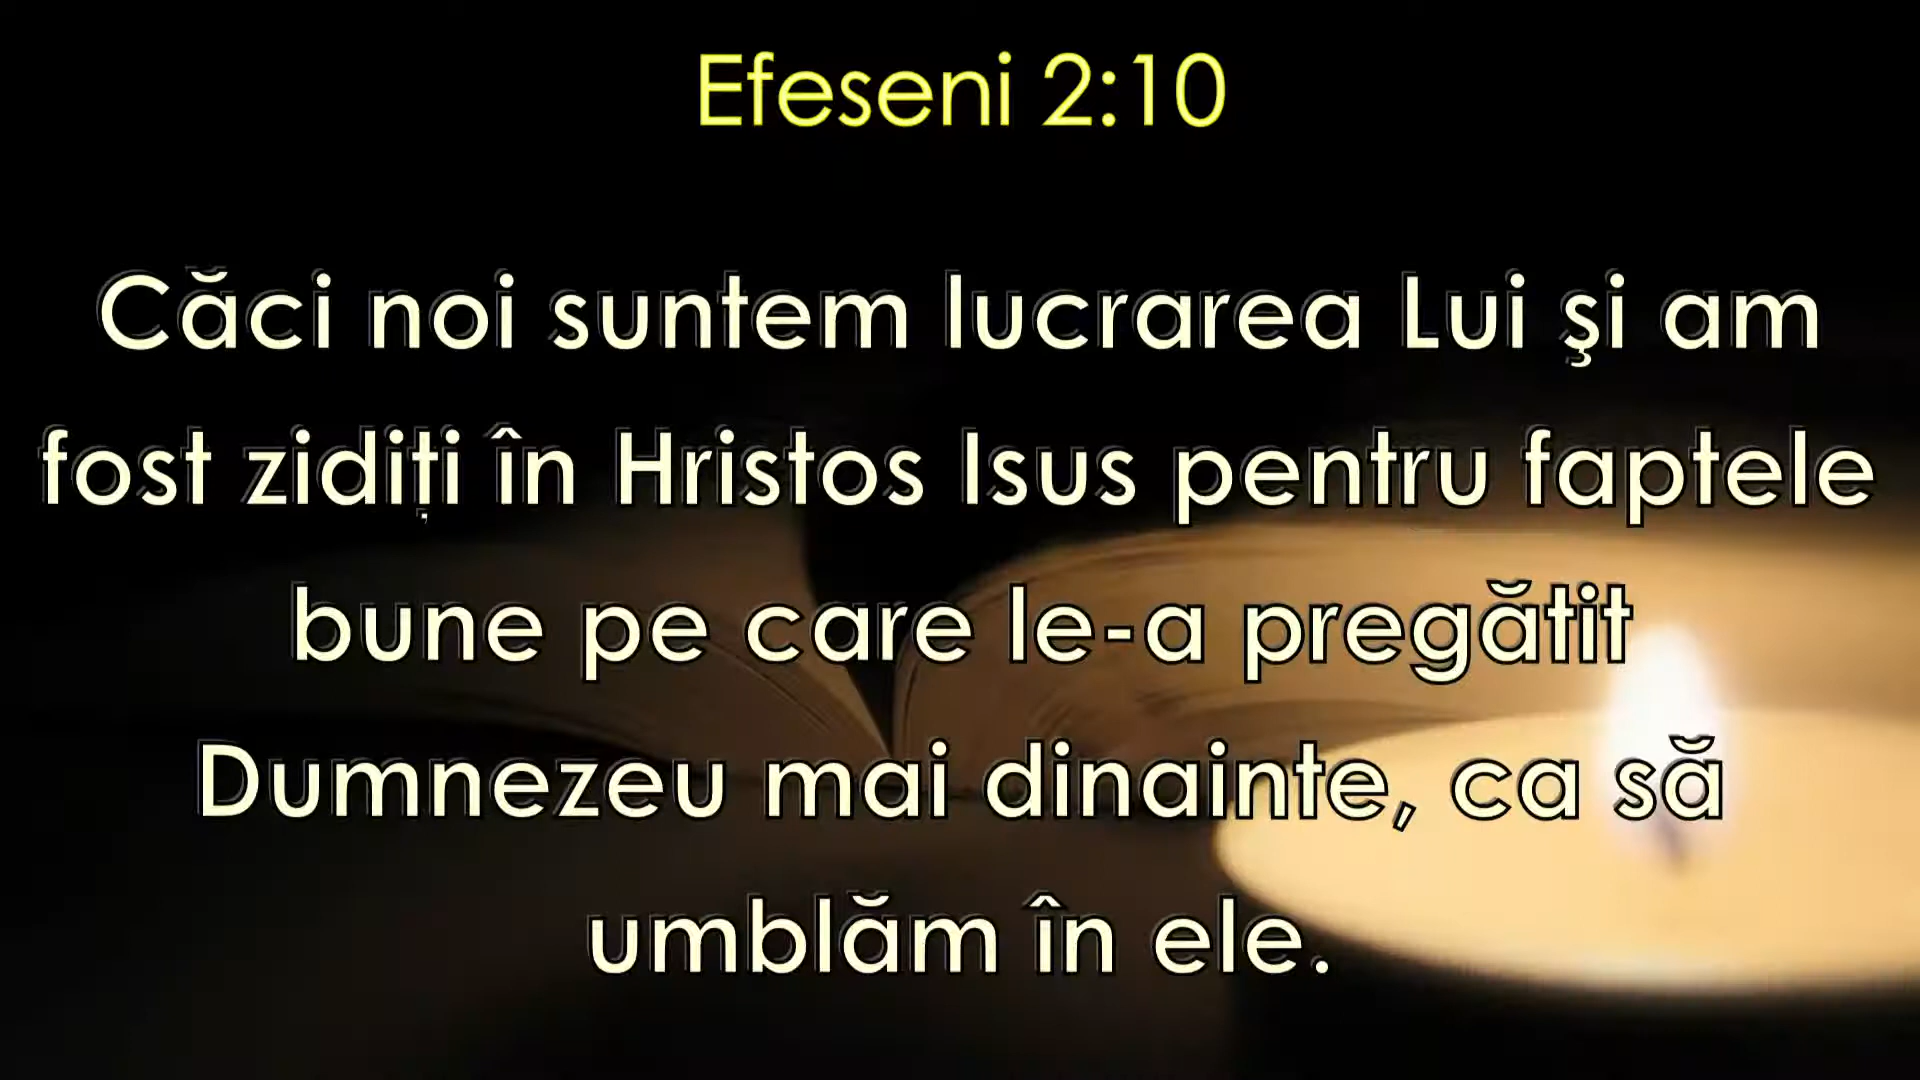 Efeseni 2:10
Căci noi suntem lucrarea Lui şi am
fost zidiți în Hristos Isus pentru faptele
bune pe care le-a pregătit
Dumnezeu mai dinainte, ca să
umblăm în ele.